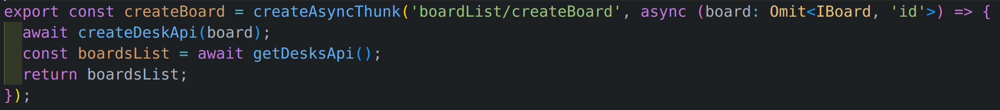 export const createBoard = createAsyncThunk('boardList/createBoard', async (board: Omit<IBoard, 'id'>) => {
  await createDeskApi(board);
  const boardsList = await getDesksApi();
  return boardsList;
});